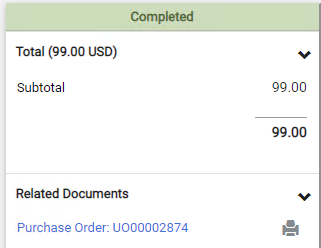 Completed
Total (99.00 USD)
Subtotal 99.00
99.00
Related Documents
Purchase Order: UO00002874